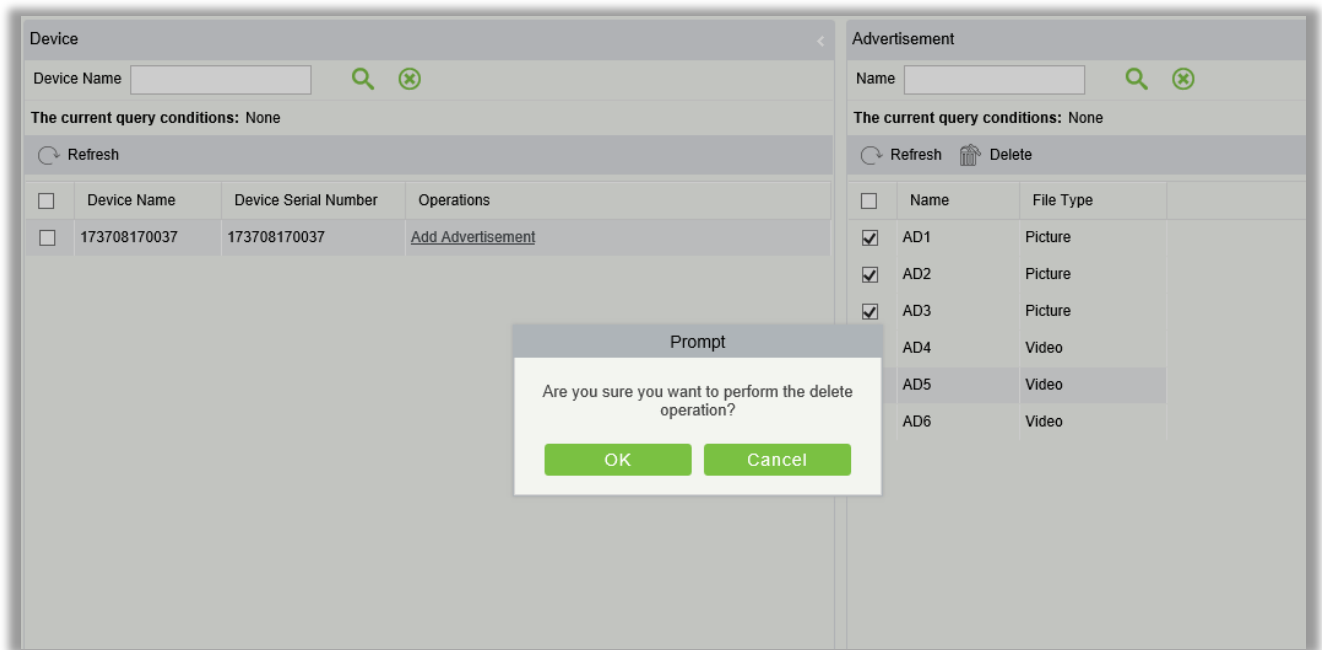 Device
Device Name
The current query conditions: None
Refresh
Device Name Device Serial Number Operations
173708170037 173708170037 Add Advertisement
Advertisement
Name
The current query conditions: None
Refresh Delete
Name File Type
AD1 Picture
AD2 Picture
AD3 Picture
AD4 Video
AD5 Video
AD6 Video
Prompt
Are you sure you want to perform the delete
operation?
OK Cancel